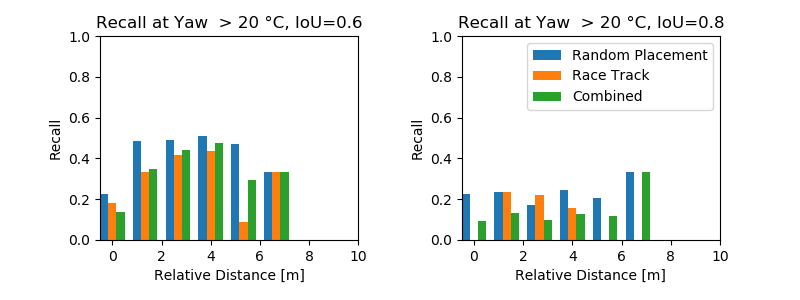 Recall at Yaw  > 20 °C, IoU=0.6
1.0
0.8
0.6
0.4
0.2
0.0
Recall
0 2 4 6 8 10
Relative Distance [m]
Recall at Yaw  > 20 °C, IoU=0.8
1.0
0.8
0.6
0.4
0.2
0.0
Recall
Random Placement
Race Track
Combined
0 2 4 6 8 10
Relative Distance [m]